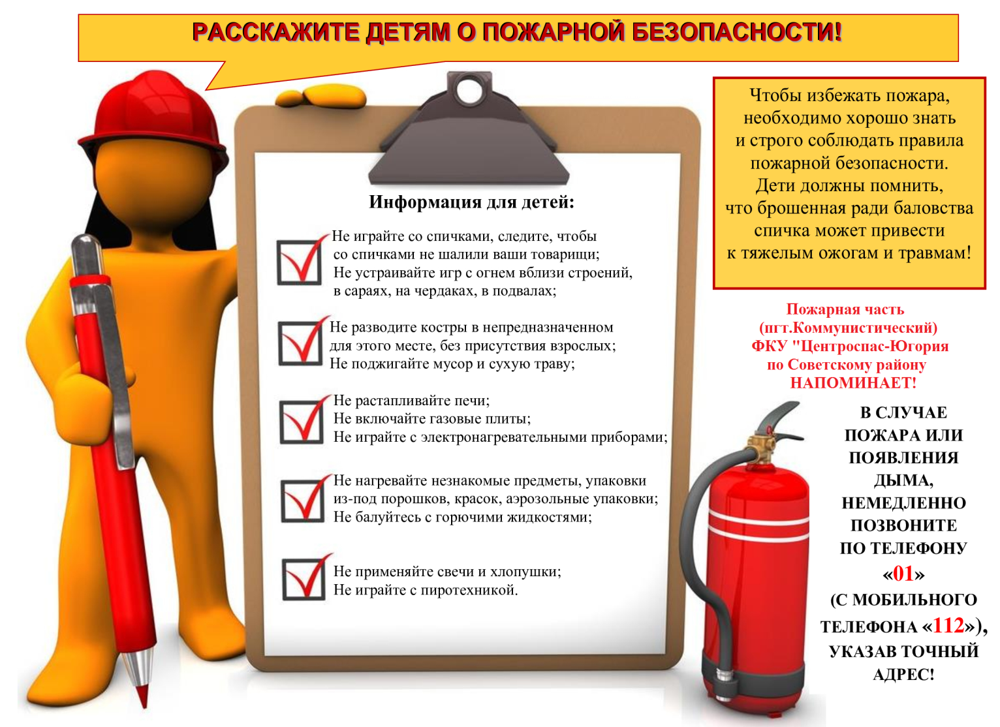 РАССКАЖИТЕ ДЕТЯМ О ПОЖАРНОЙ БЕЗОПАСНОСТИ!
Информация для детей:
Не играйте со спичками, следите, чтобы
со спичками не шалили ваши товарищи;
Не устраивайте игр с огнем вблизи строений,
в сараях, на чердаках, в подвалах;
Не разводите костры в непредназначенном
для этого месте, без присутствия взрослых;
Не поджигайте мусор и сухую траву;
Не растапливайте печи;
Не включайте газовые плиты;
Не играйте с электронагревательными приборами;
Не нагревайте незнакомые предметы, упаковки
из-под порошков, красок, аэрозольные упаковки;
Не балуйтесь с горючими жидкостями;
Не применяйте свечи и хлопушки;
Не играйте с пиротехникой.
Чтобы избежать пожара,
необходимо хорошо знать
и строго соблюдать правила
пожарной безопасности.
Дети должны помнить,
что брошенная ради баловства
спичка может привести
к тяжелым ожогам и травмам!
Пожарная часть
(пгт.Коммунистический)
ФКУ "Центроспас-Югория
по Советскому району
НАПОМИНАЕТ!
В СЛУЧАЕ
ПОЖАРА ИЛИ
ПОЯВЛЕНИЯ
ДЫМА,
НЕМЕДЛЕННО
ПОЗВОНИТЕ
ПО ТЕЛЕФОНУ
«01»
(С МОБИЛЬНОГО
ТЕЛЕФОНА «112»),
УКАЗАВ ТОЧНЫЙ
АДРЕС!